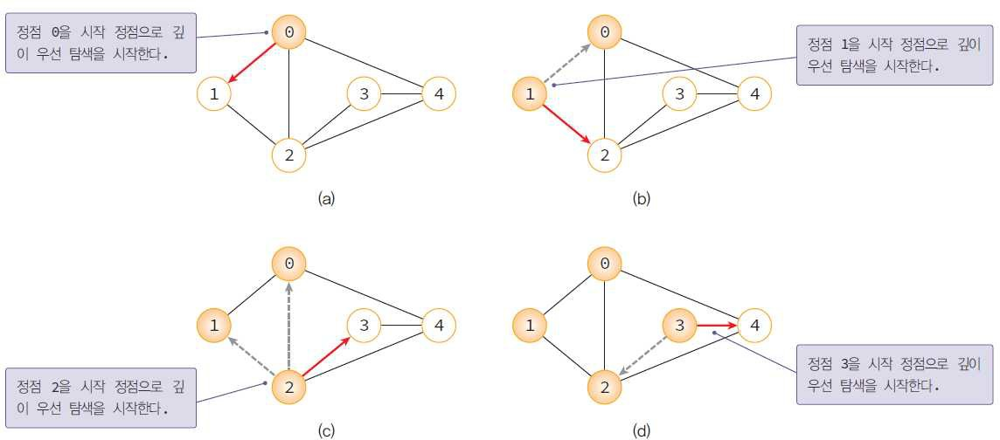 정점 0을 시작 정점으로 깊
이 우선 탐색을 시작한다.
0
1
3
4
2
(a)
정점 1을 시작 정점으로 깊이
우선 탐색을 시작한다.
0
1
3
4
2
(b)
정점 2을 시작 정점으로 깊
이 우선 탐색을 시작한다.
0
1
3
4
2
(c)
정점 3을 시작 정점으로 깊이
우선 탐색을 시작한다.
0
1
3
4
2
(d)